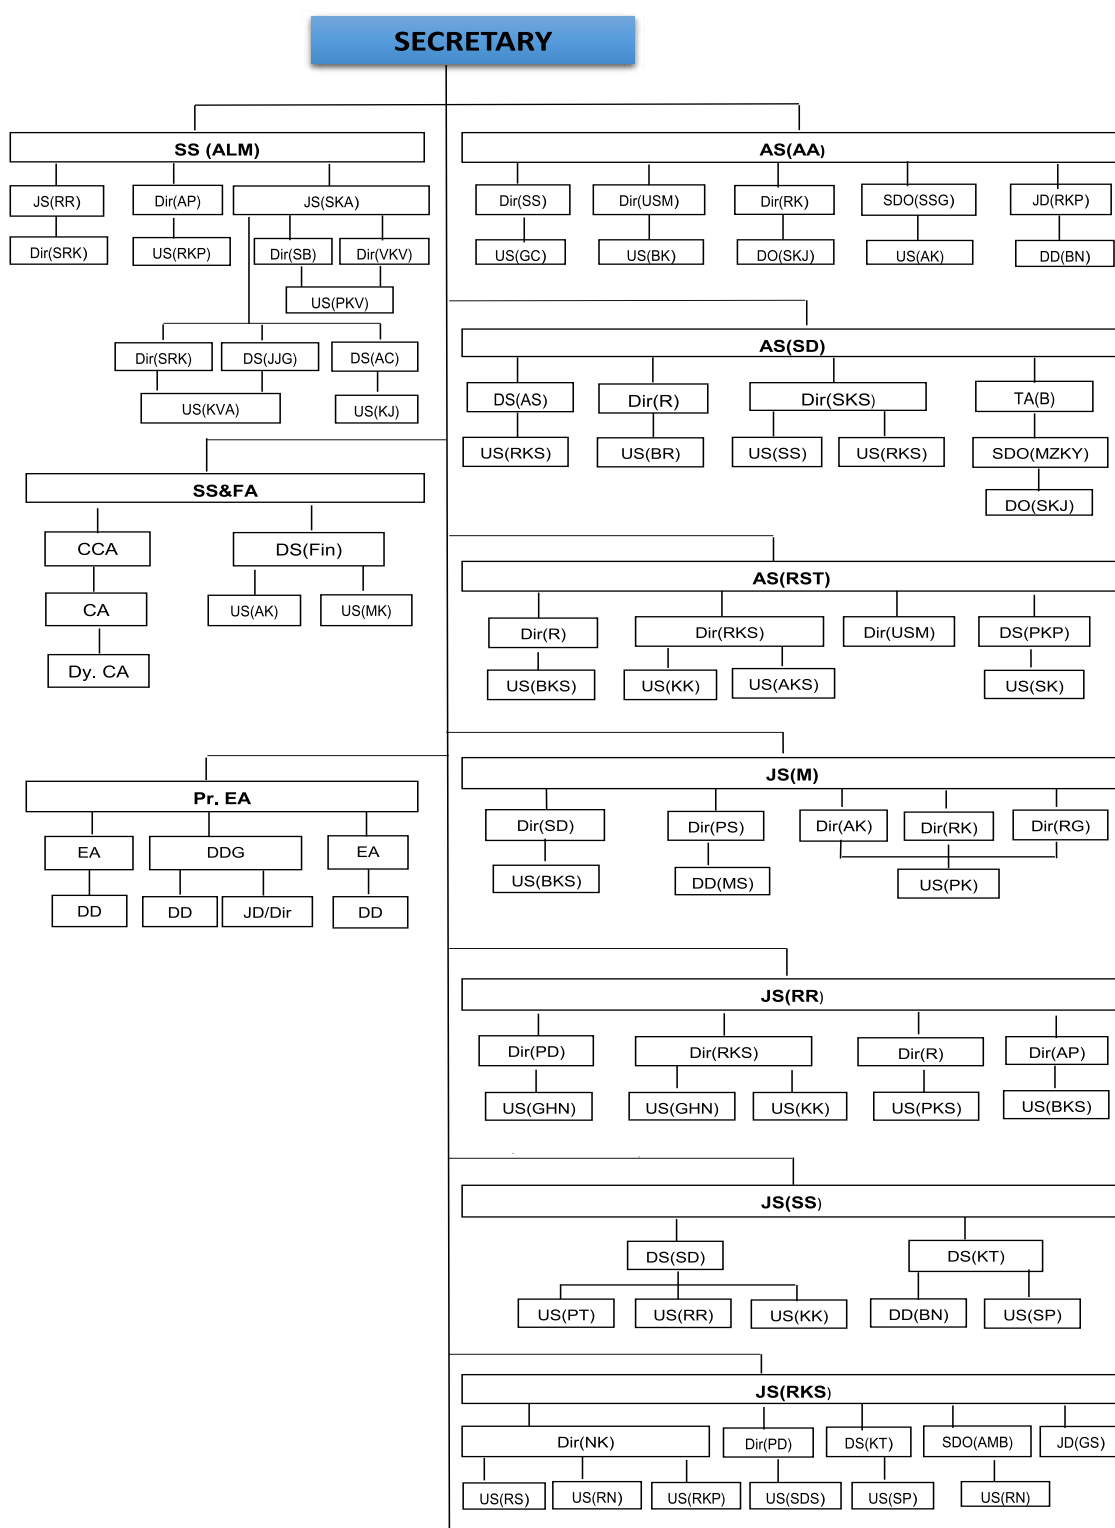 SECRETARY
SS (ALM)
JS(RR)
Dir(AP)
JS(SKA)
Dir(SRK)
US(RKP)
Dir(SB)
Dir(VKV)
US(PKV)
Dir(SRK)
DS(JJG)
DS(AC)
US(KVA)
US(KJ)
SS&FA
CCA
DS(Fin)
CA
US(AK)
US(MK)
Dy. CA
Pr. EA
EA
DDG
EA
DD
DD
JD/Dir
DD
AS(AA)
Dir(SS)
Dir(USM)
Dir(RK)
SDO(SSG)
JD(RKP)
US(GC)
US(BK)
DO(SKJ)
US(AK)
DD(BN)
AS(SD)
DS(AS)
Dir(R)
Dir(SKS)
TA(B)
US(RKS)
US(BR)
US(SS)
US(RKS)
SDO(MZKY)
DO(SKJ)
AS(RST)
Dir(R)
Dir(RKS)
Dir(USM)
DS(PKP)
US(BKS)
US(KK)
US(AKS)
US(SK)
JS(M)
Dir(SD)
Dir(PS)
Dir(AK)
Dir(RK)
Dir(RG)
US(BKS)
DD(MS)
US(PK)
JS(RR)
Dir(PD)
Dir(RKS)
Dir(R)
Dir(AP)
US(GHN)
US(GHN)
US(KK)
US(PKS)
US(BKS)
JS(SS)
DS(SD)
DS(KT)
US(PT)
US(RR)
US(KK)
DD(BN)
US(SP)
JS(RKS)
Dir(NK)
Dir(PD)
DS(KT)
SDO(AMB)
JD(GS)
US(RS)
US(RN)
US(RKP)
US(SDS)
US(SP)
US(RN)